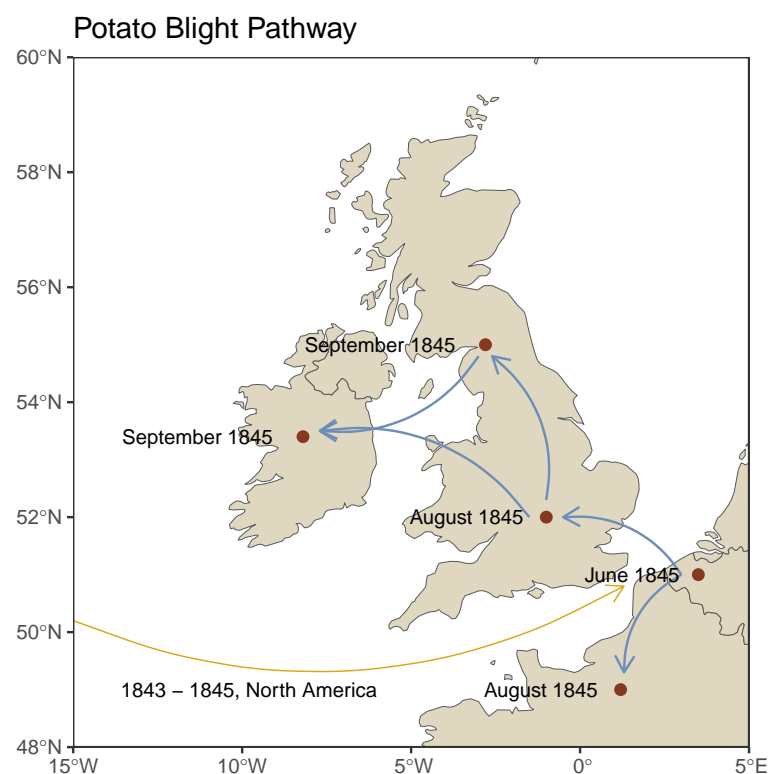 Potato Blight Pathway
60°N
58°N
56°N
September 1845
54°N
September 1845
52°N
August 1845
June 1845
50°N
1843 – 1845, North America
August 1845
48°N
15°W
10°W
5°W
0°
5°E